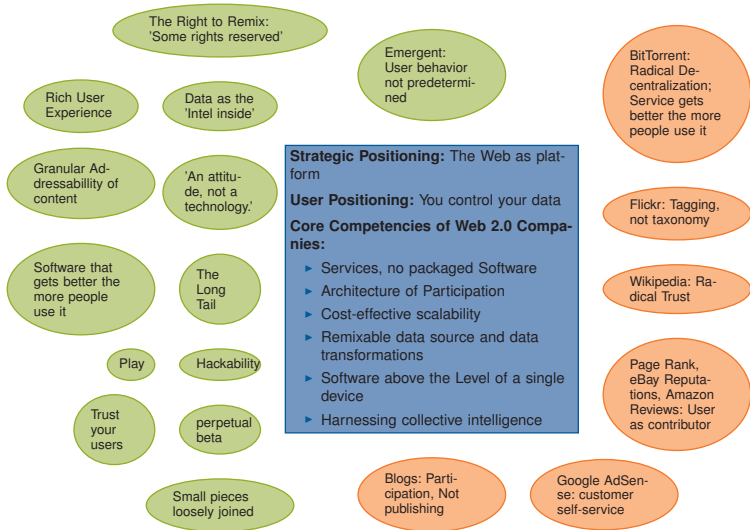 The Right to Remix:
'Some rights reserved'
Emergent:
User behavior
not predetermi-
ned
BitTorrent:
Radical De-
centralization;
Service gets
better the more
people use it
Rich User
Experience
Data as the
'Intel inside'
Granular Ad-
dressabillity of
content
'An attitu-
de, not a
technology.'
Strategic Positioning: The Web as plat-
form
User Positioning: You control your data
Core Competencies of Web 2.0 Compa-
nies:
► Services, no packaged Software
► Architecture of Participation
► Cost-effective scalability
► Remixable data source and data
transformations
► Software above the Level of a single
device
► Harnessing collective intelligence
Flickr: Tagging,
not taxonomy
Software that
gets better the
more people
use it
The
Long
Tail
Wikipedia: Ra-
dical Trust
Play
Hackability
Page Rank,
eBay Reputa-
tions, Amazon
Reviews: User
as contributor
Trust
your
users
perpetual
beta
Small pieces
loosely joined
Blogs: Parti-
cipation, Not
publishing
Google AdSen-
se: customer
self-service